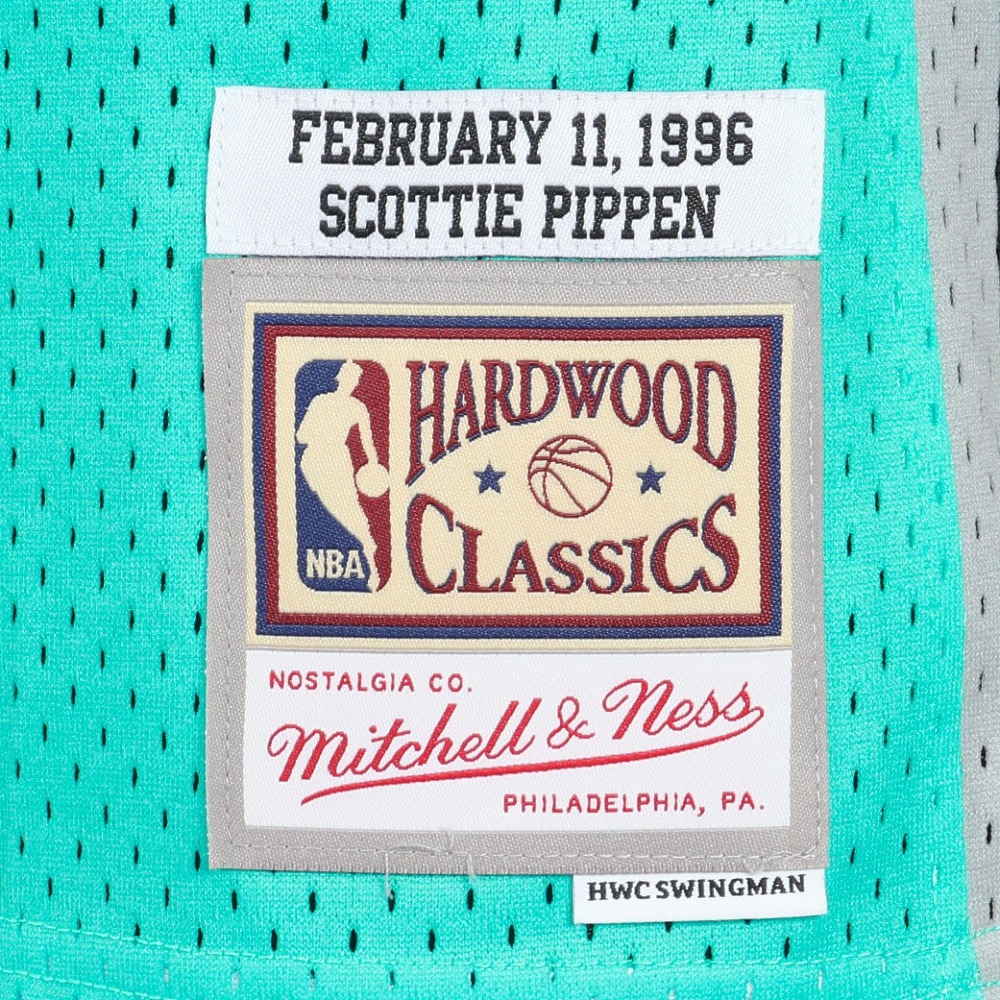 FEBRUARY 11, 1996
SCOTTIE PIPPEN
HARDWOOD
CLASSICS
NBA
NOSTALGIA CO.
Mitchell & Ness
PHILADELPHIA, PA.
HWC SWINGMAN